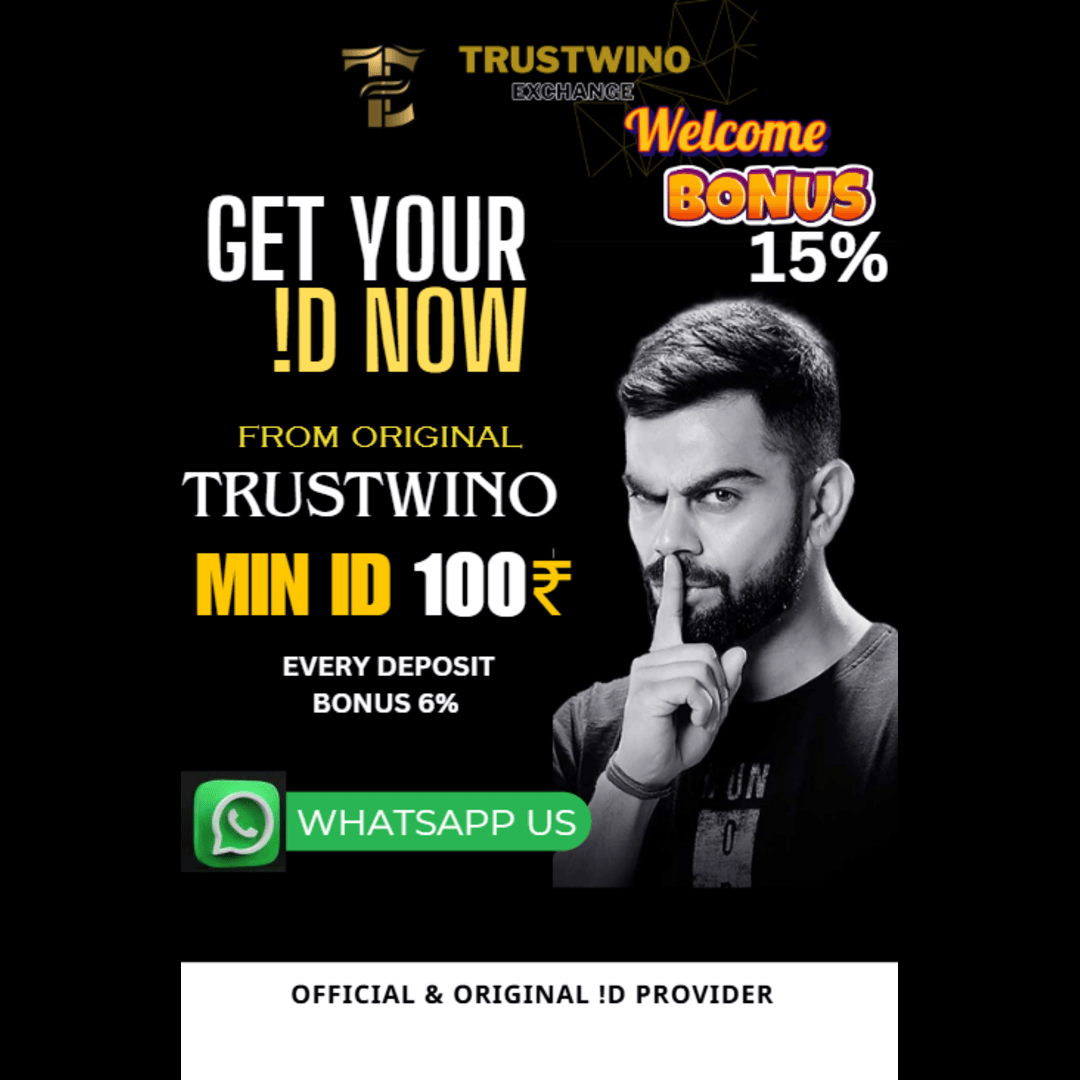 TRUSTWINO
EXCHANGE
Welcome
BONUS
15%
GET YOUR
!D NOW
FROM ORIGINAL
TRUSTWINO
MIN ID 100₹
EVERY DEPOSIT
BONUS 6%
WHATSAPP US
OFFICIAL & ORIGINAL !D PROVIDER